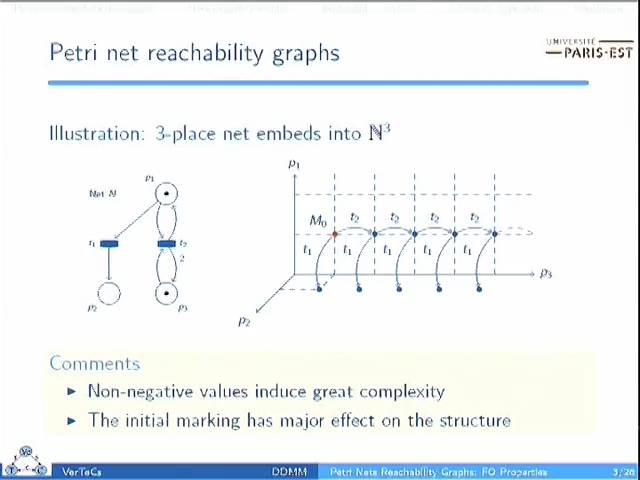 Petri net reachability graphs
UNIVERSITÉ
PARIS-EST
Illustration: 3-place net embeds into ℕ³
p₁
Net N
p₁
M₀
t₂
t₂
t₂
t₂
t₁
t₂
2
t₁
t₁
t₁
t₁
t₁
p₃
p₂
p₃
p₂
Comments
▶ Non-negative values induce great complexity
▶ The initial marking has major effect on the structure
VerTeCs
DDMM
Petri Nets Reachability Graphs: FO Properties
3/26